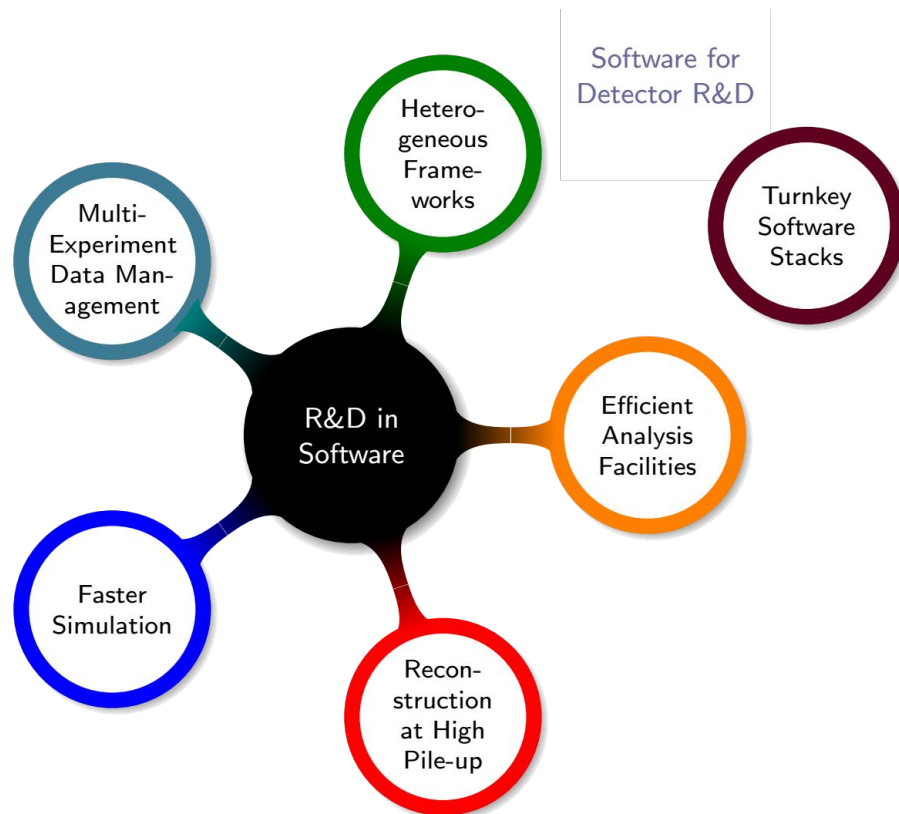 Software for
Detector R&D
Hetero-
geneous
Frame-
works
Turnkey
Software
Stacks
Multi-
Experiment
Data Man-
agement
R&D in
Software
Efficient
Analysis
Facilities
Faster
Simulation
Recon-
struction
at High
Pile-up